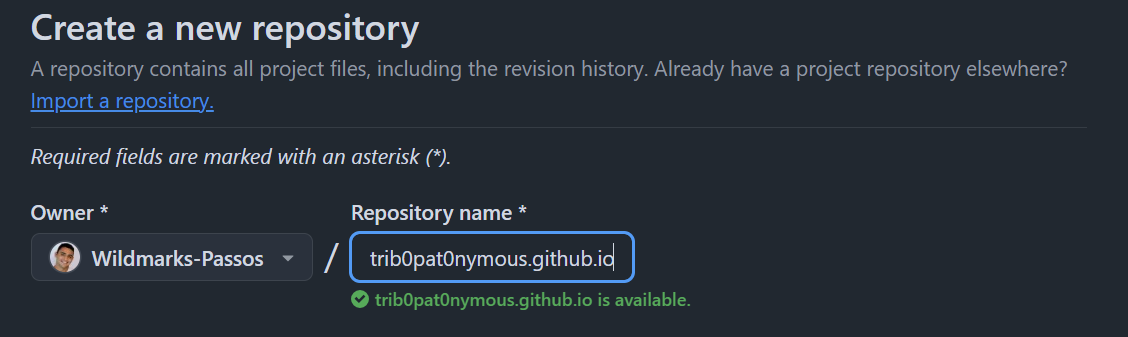 Create a new repository
A repository contains all project files, including the revision history. Already have a project repository elsewhere?
Import a repository.
Required fields are marked with an asterisk (*).
Owner *
Repository name *
Wildmarks-Passos
/
trib0pat0nymous.github.io
trib0pat0nymous.github.io is available.